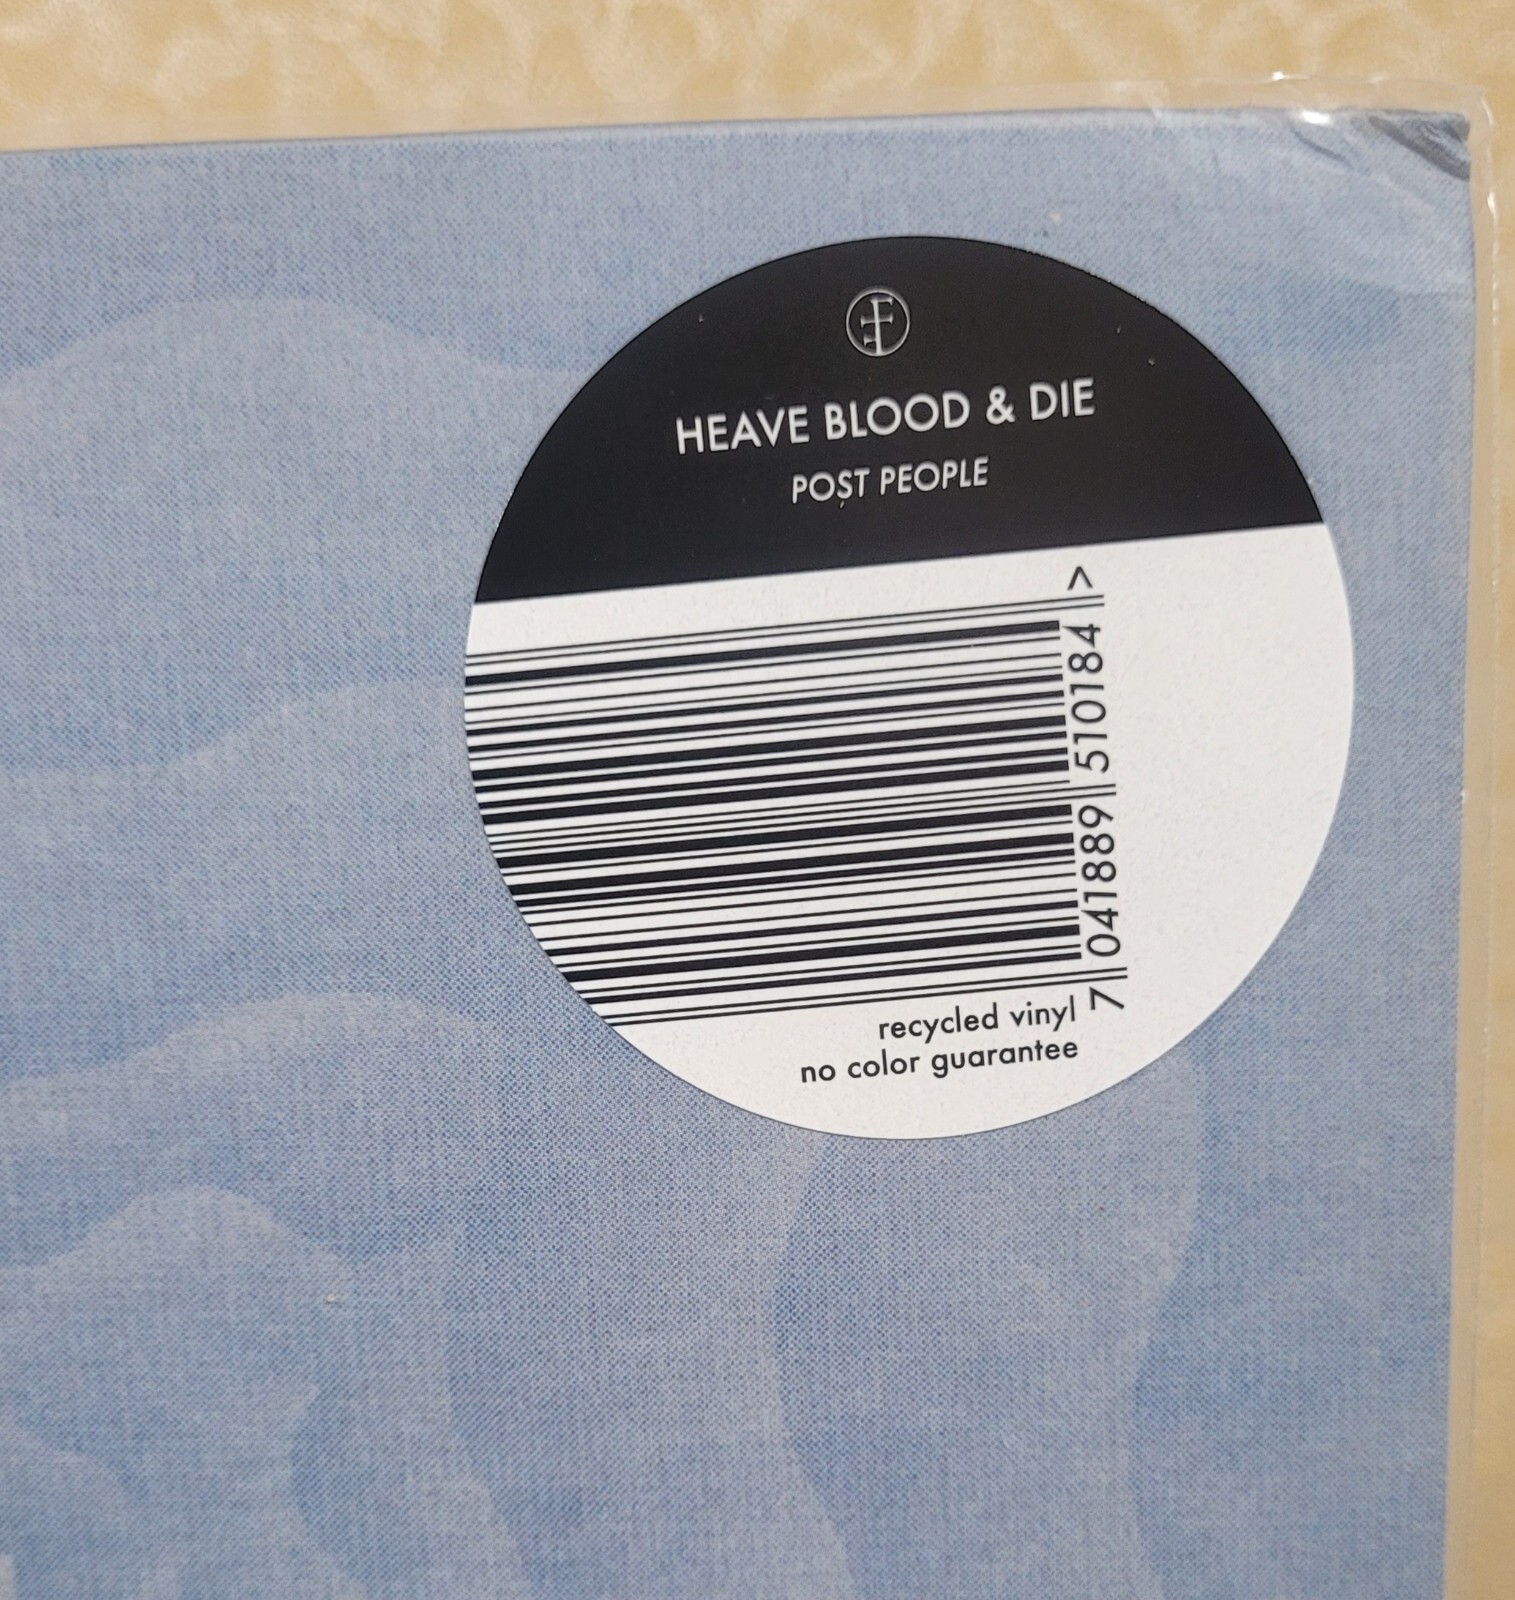 HEAVE BLOOD & DIE
POST PEOPLE
7 041889 510184 >
recycled vinyl
no color guarantee